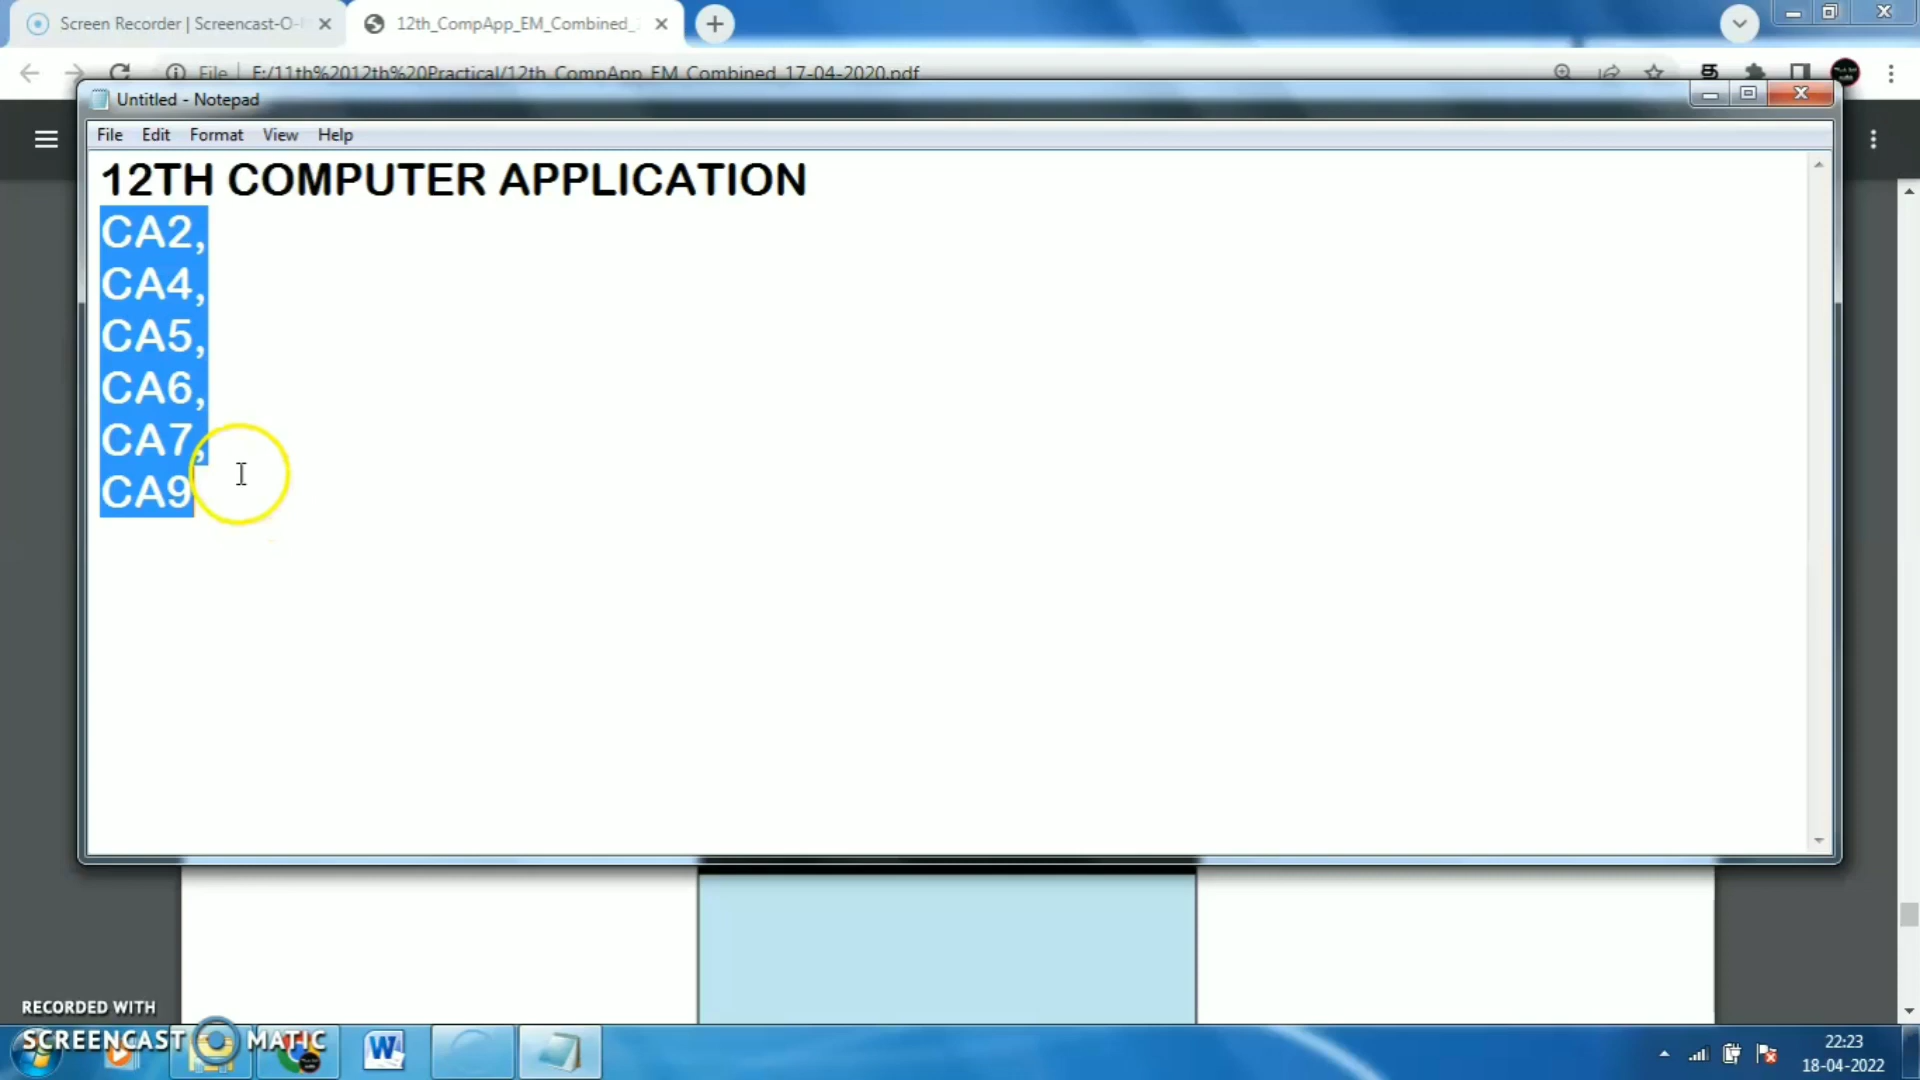 Screen Recorder | Screencast-O-
12th_CompApp_EM_Combined_
File
F:/11th%2012th%20Practical/12th_CompApp_EM_Combined_17-04-2020.pdf
த
Untitled - Notepad
File Edit Format View Help
12TH COMPUTER APPLICATION
CA2,
CA4,
CA5,
CA6,
CA7,
CA9
RECORDED WITH
SCREENCAST MATIC
W
22:23
18-04-2022